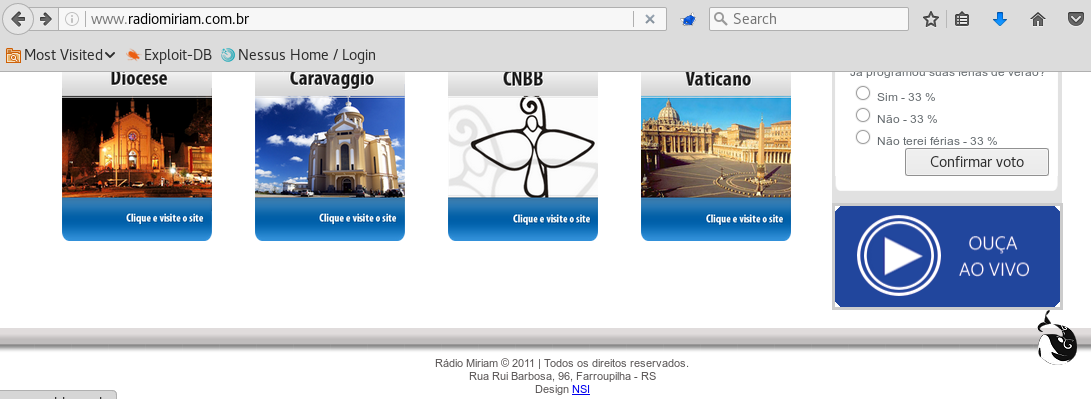 www.radiomiriam.com.br
Search
Most Visited
Exploit-DB
Nessus Home / Login
Diocese
Caravaggio
CNBB
Vaticano
Clique e visite o site
Clique e visite o site
Clique e visite o site
Clique e visite o site
Já programou suas férias de verão?
Sim - 33 %
Não - 33 %
Não terei férias - 33 %
Confirmar voto
OUÇA
AO VIVO
Rádio Miriam © 2011 | Todos os direitos reservados.
Rua Rui Barbosa, 96, Farroupilha - RS
Design NSI